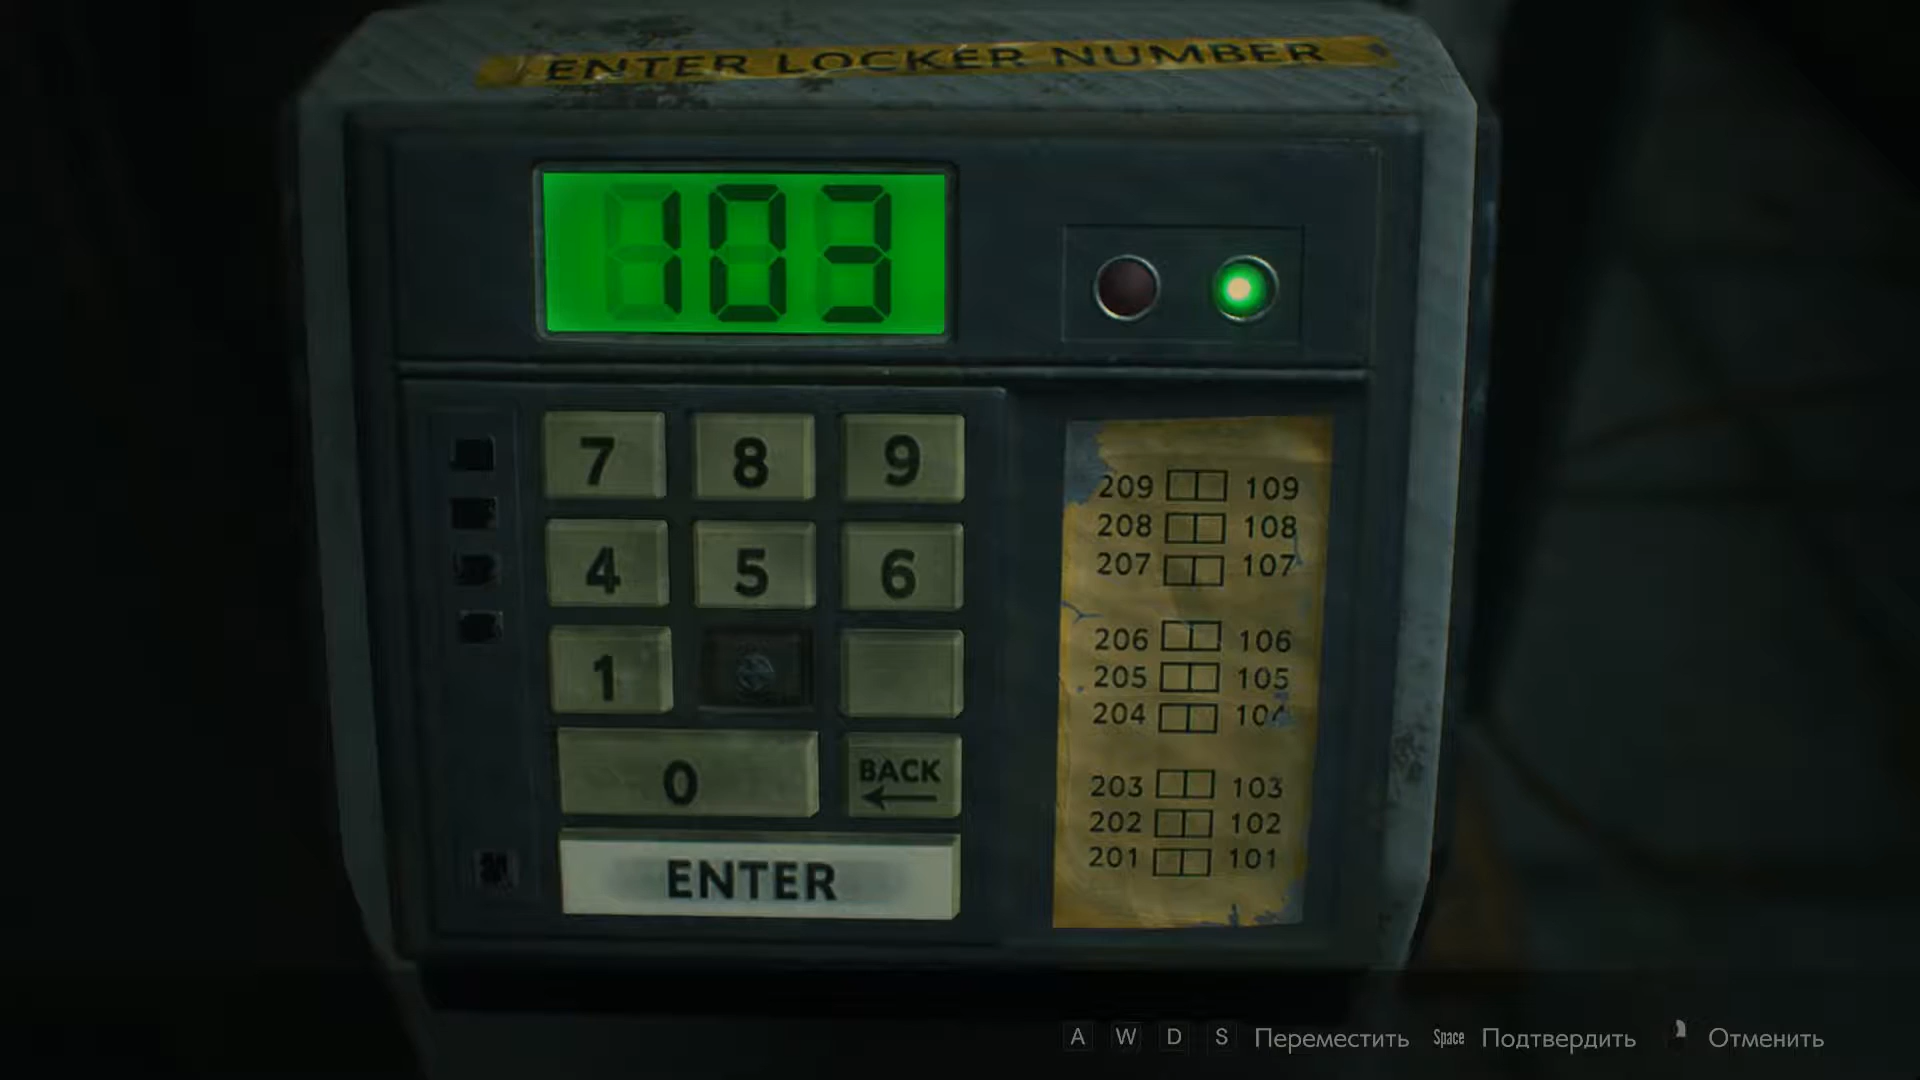 ENTER LOCKER NUMBER
103
7 8 9
4 5 6
1
0 BACK
ENTER
209 109
208 108
207 107
206 106
205 105
204 104
203 103
202 102
201 101
A W D S Переместить Space Подтвердить Отменить